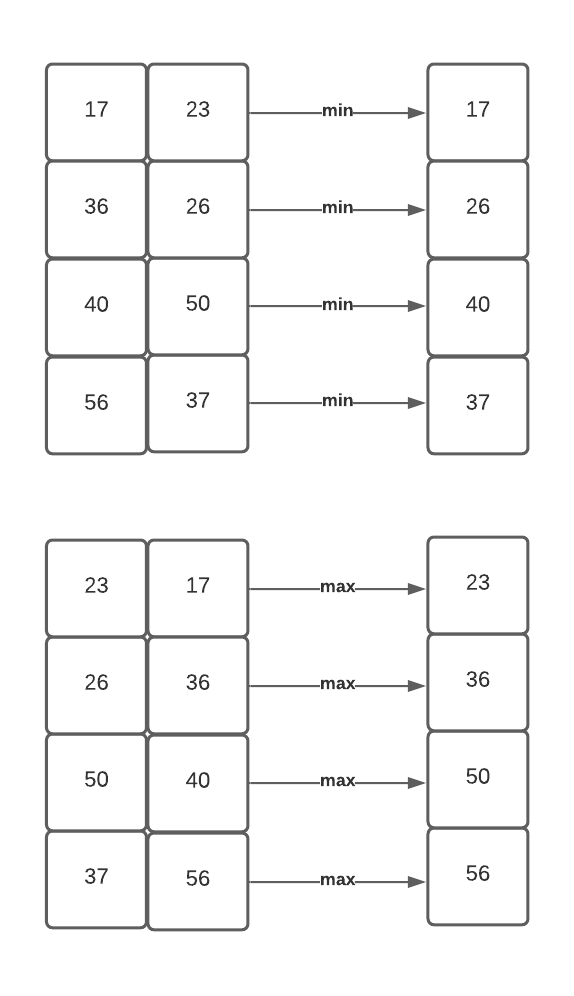 17 23 min 17
36 26 min 26
40 50 min 40
56 37 min 37
23 17 max 23
26 36 max 36
50 40 max 50
37 56 max 56